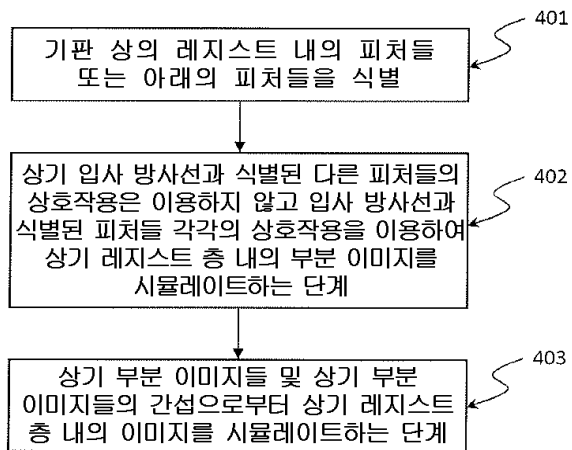 기판 상의 레지스트 내의 피처들
또는 아래의 피처들을 식별
401
상기 입사 방사선과 식별된 다른 피처들의
상호작용은 이용하지 않고 입사 방사선과
식별된 피처들 각각의 상호작용을 이용하여
상기 레지스트 층 내의 부분 이미지를
시뮬레이트하는 단계
402
상기 부분 이미지들 및 상기 부분
이미지들의 간섭으로부터 상기 레지스트
층 내의 이미지를 시뮬레이트하는 단계
403